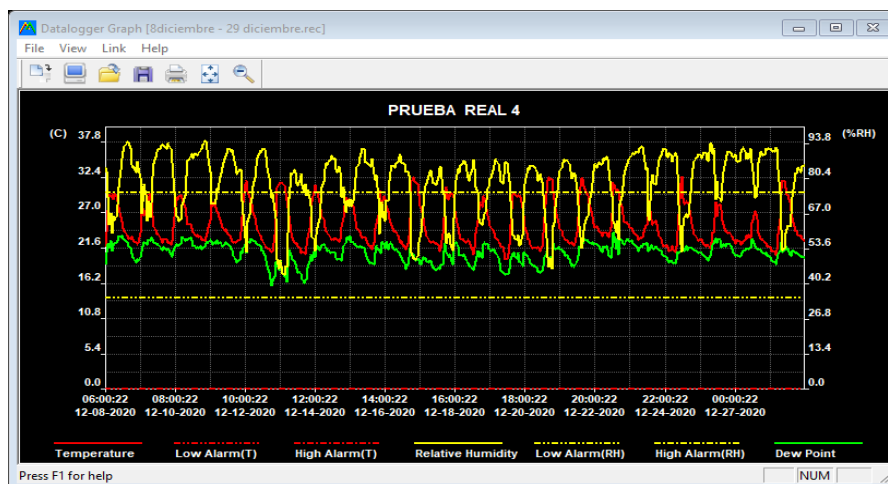 Datalogger Graph [8diciembre - 29 diciembre.rec]
File View Link Help
PRUEBA REAL 4
(C) 37.8 93.8 (%RH)
32.4 80.4
27.0 67.0
21.6 53.6
16.2 40.2
10.8 26.8
5.4 13.4
0.0 0.0
06:00:22 08:00:22 10:00:22 12:00:22 14:00:22 16:00:22 18:00:22 20:00:22 22:00:22 00:00:22
12-08-2020 12-10-2020 12-12-2020 12-14-2020 12-16-2020 12-18-2020 12-20-2020 12-22-2020 12-24-2020 12-27-2020
Temperature Low Alarm(T) High Alarm(T) Relative Humidity Low Alarm(RH) High Alarm(RH) Dew Point
Press F1 for help NUM